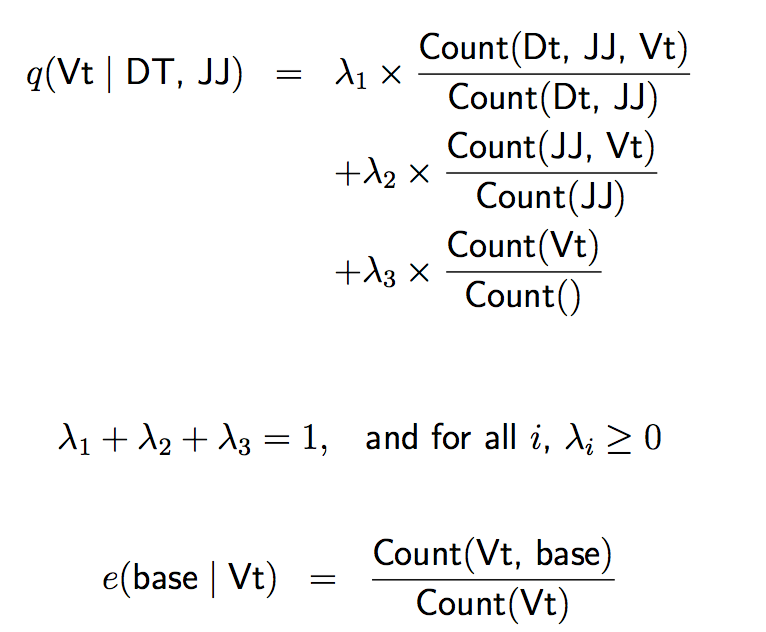 q(Vt | DT, JJ) = λ₁ × Count(Dt, JJ, Vt) / Count(Dt, JJ)
+λ₂ × Count(JJ, Vt) / Count(JJ)
+λ₃ × Count(Vt) / Count()
λ₁ + λ₂ + λ₃ = 1, and for all i, λᵢ ≥ 0
e(base | Vt) = Count(Vt, base) / Count(Vt)